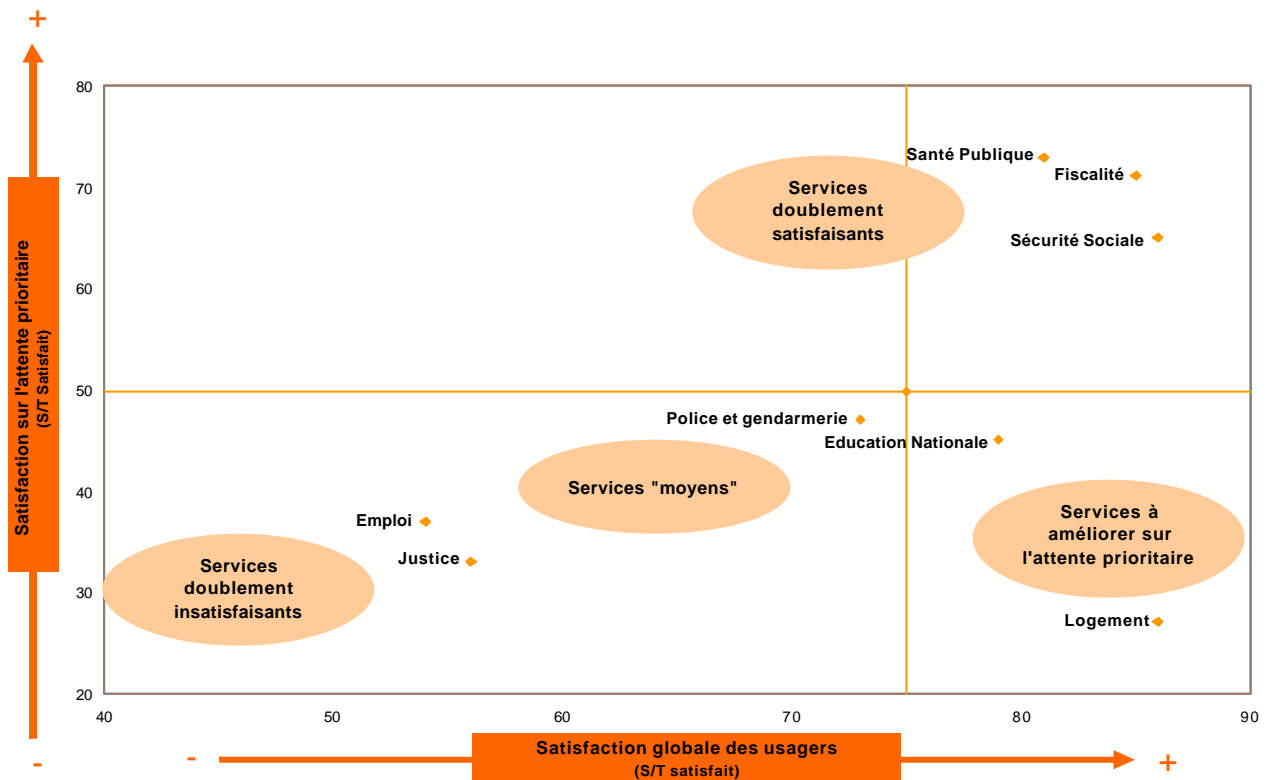 +
80
Santé Publique
Fiscalité
70
Services
doublement
satisfaisants
Sécurité Sociale
60
Satisfaction sur l'attente prioritaire
(S/T Satisfait)
50
Police et gendarmerie
Education Nationale
40
Services "moyens"
Services à
améliorer sur
l'attente prioritaire
Emploi
Justice
Services
doublement
insatisfaisants
30
Logement
20
40
50
60
70
80
90
-
-
Satisfaction globale des usagers
(S/T satisfait)
+